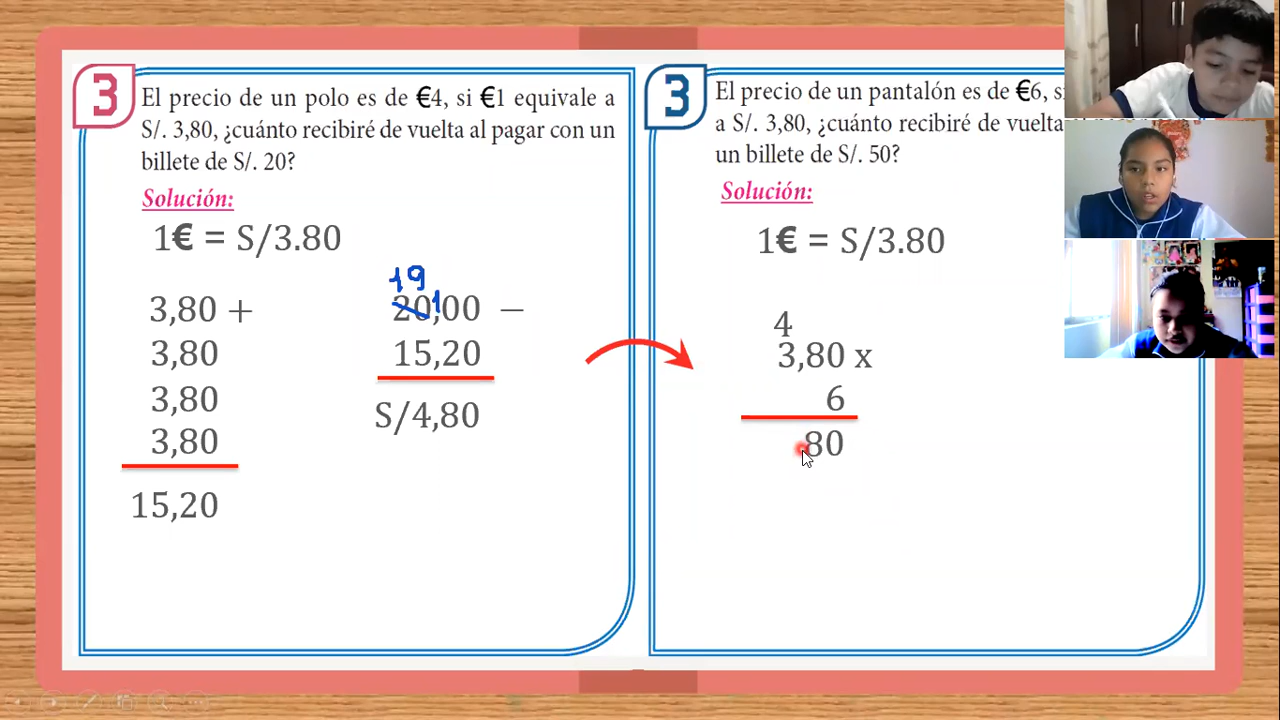 3
El precio de un polo es de €4, si €1 equivale a
S/. 3,80, ¿cuánto recibiré de vuelta al pagar con un
billete de S/. 20?
Solución:
1€ = S/3.80
3,80 +
3,80
3,80
3,80
15,20
19
20,100 −
15,20
S/4,80
3
El precio de un pantalón es de €6, si
a S/. 3,80, ¿cuánto recibiré de vuelta
un billete de S/. 50?
Solución:
1€ = S/3.80
4
3,80 x
6
80